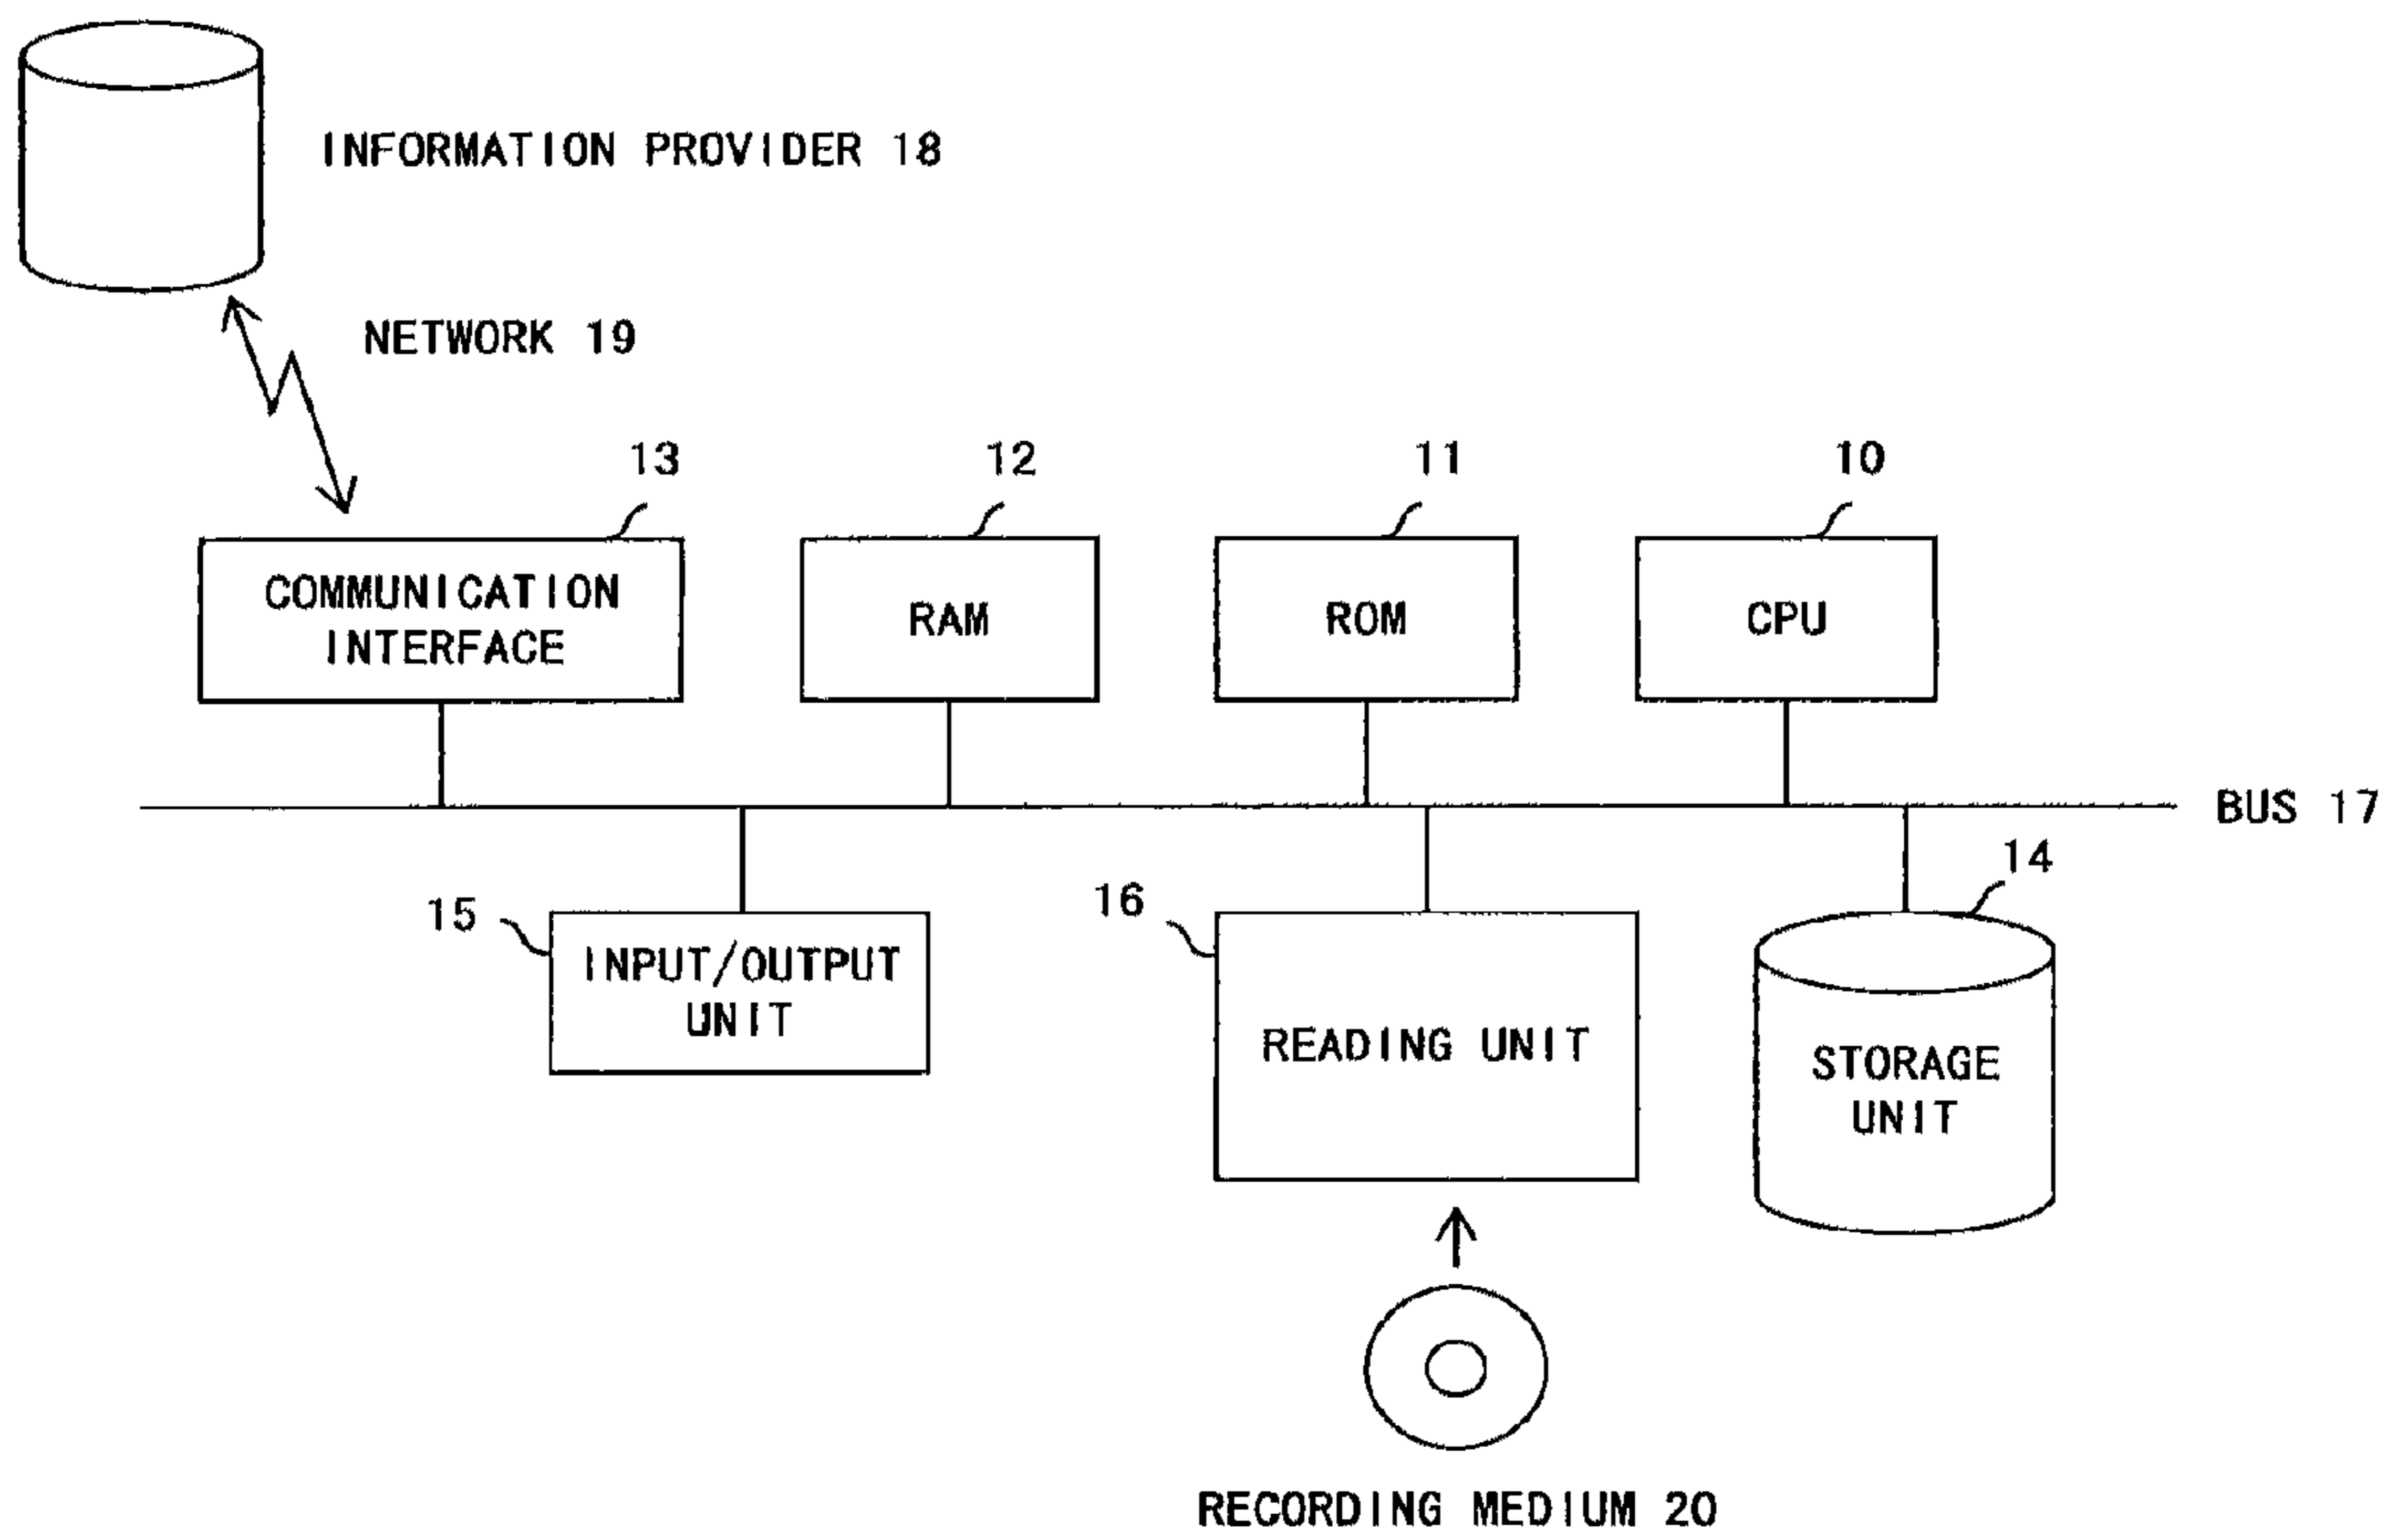 INFORMATION PROVIDER 18
NETWORK 19
13
12
11
10
COMMUNICATION
INTERFACE
RAM
ROM
CPU
BUS 17
14
15
16
INPUT/OUTPUT
UNIT
READING UNIT
STORAGE
UNIT
RECORDING MEDIUM 20